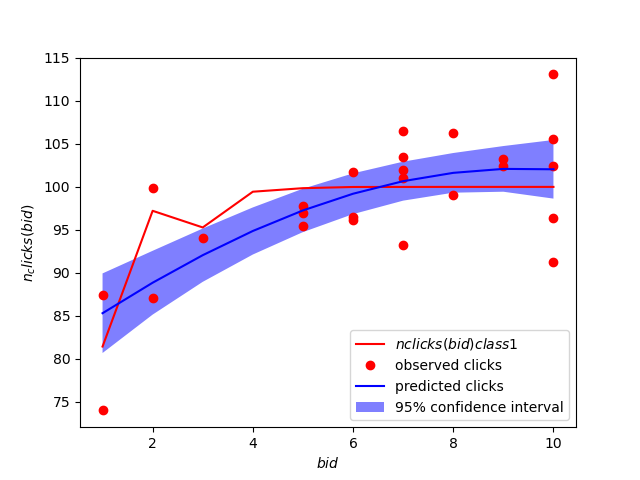 115
110
105
100
95
90
85
80
75
n_clicks(bid)
2
4
6
8
10
bid
nclicks(bid)class1
observed clicks
predicted clicks
95% confidence interval